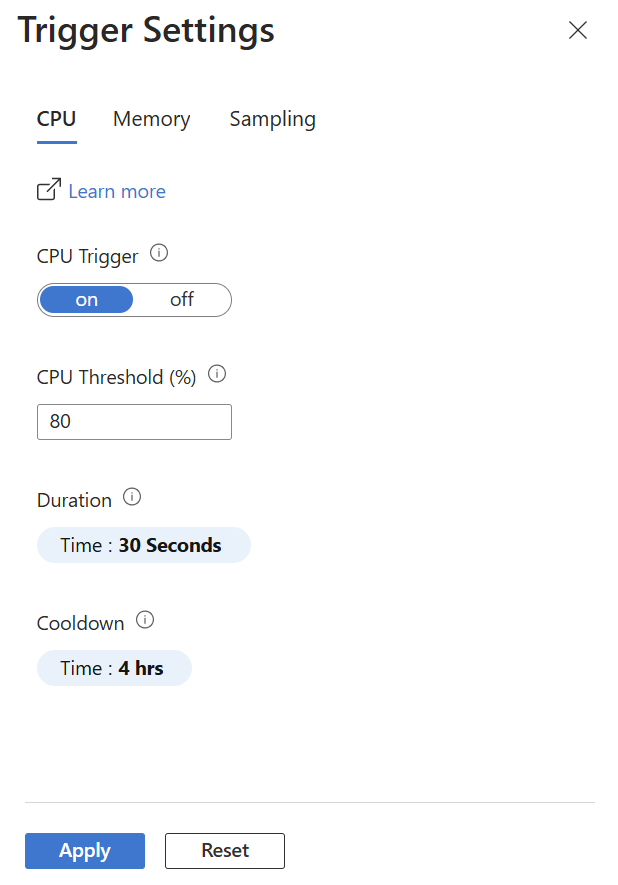 Trigger Settings
CPU Memory Sampling
Learn more
CPU Trigger
on off
CPU Threshold (%)
80
Duration
Time : 30 Seconds
Cooldown
Time : 4 hrs
Apply Reset